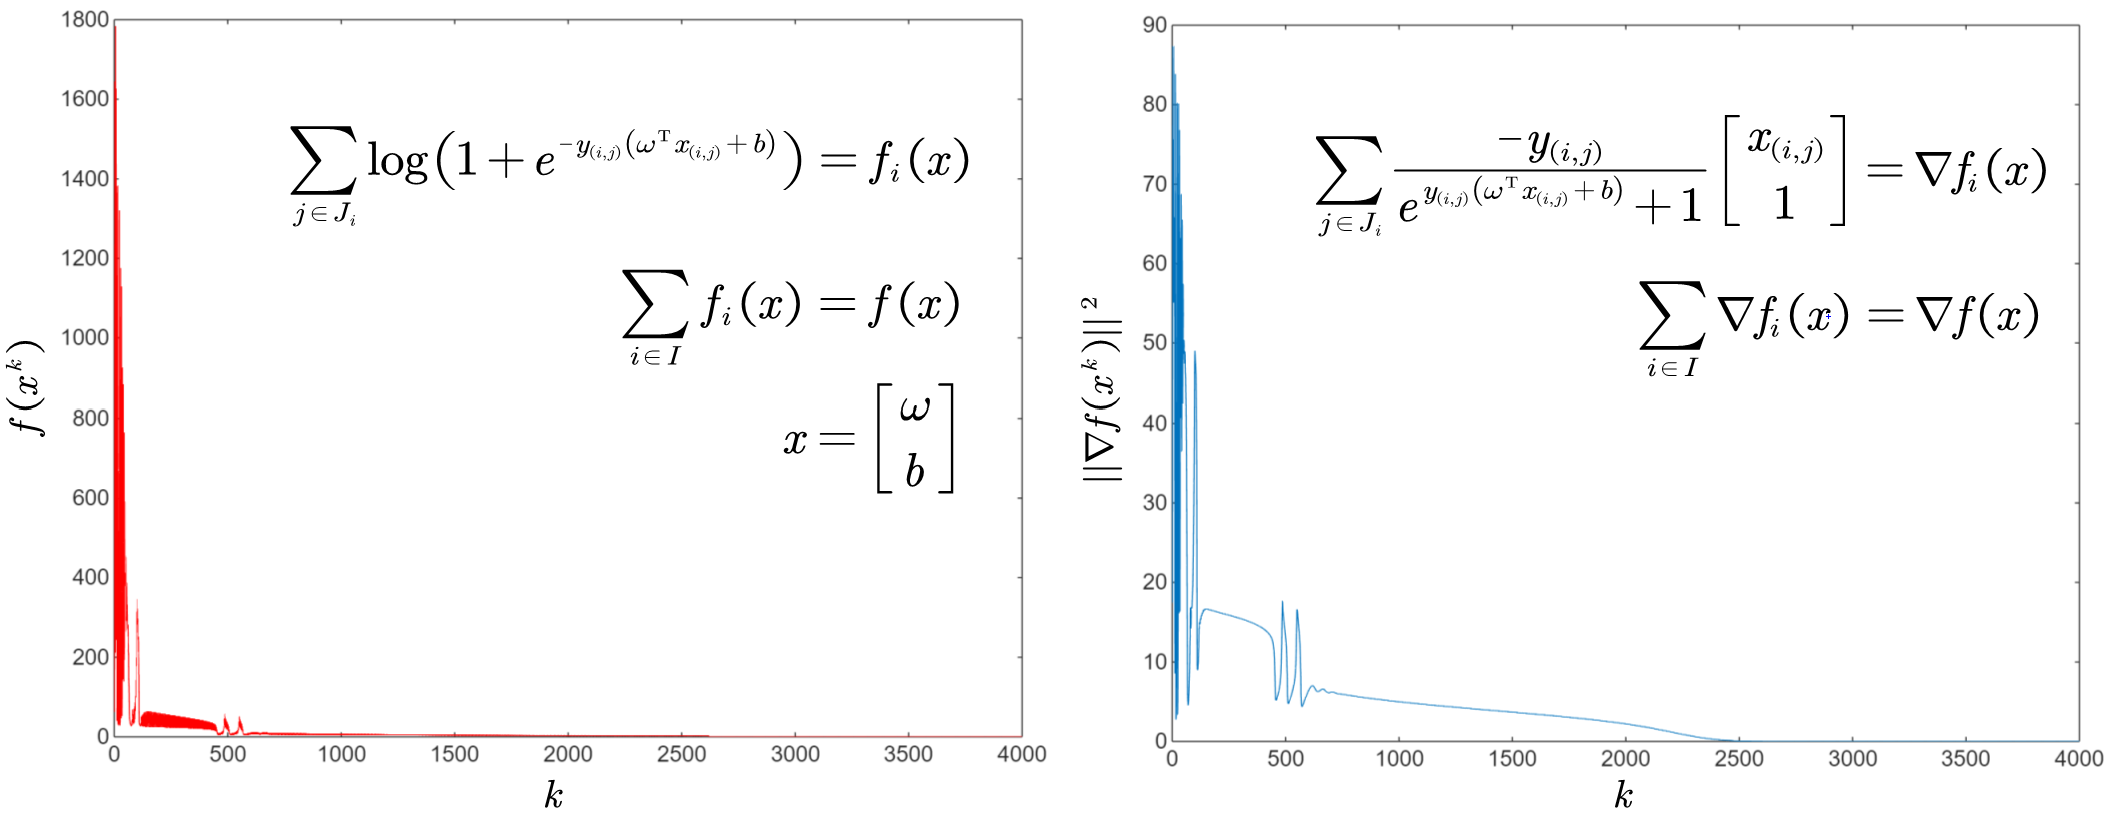 1800
1600
1400
1200
1000
800
600
400
200
0
f(x^k)
0 500 1000 1500 2000 2500 3000 3500 4000
k
∑_{j∈J_i} log(1+e^{-y_{(i,j)}(ω^T x_{(i,j)}+b)}) = f_i(x)
∑_{i∈I} f_i(x) = f(x)
x = [ω b]
90
80
70
60
50
40
30
20
10
0
||∇f(x^k)||^2
0 500 1000 1500 2000 2500 3000 3500 4000
k
∑_{j∈J_i} -y_{(i,j)} / (e^{y_{(i,j)}(ω^T x_{(i,j)}+b)}+1) [x_{(i,j)} 1] = ∇f_i(x)
∑_{i∈I} ∇f_i(x) = ∇f(x)